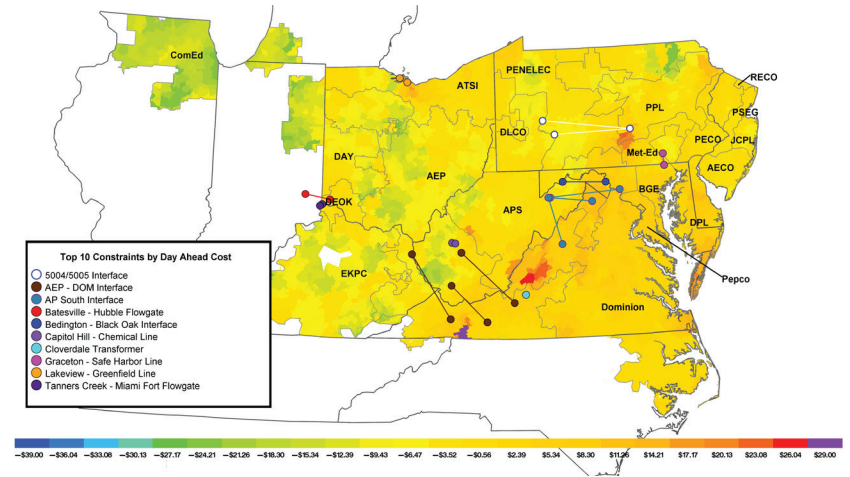 ComEd
ATSI
PENELEC
RECO
PPL
PSEG
DLCO
PECO
JCPL
Met-Ed
DAY
AECO
AEP
BGE
DEOK
APS
DPL
EKPC
Pepco
Dominion
Top 10 Constraints by Day Ahead Cost
5004/5005 Interface
AEP - DOM Interface
AP South Interface
Batesville - Hubble Flowgate
Bedington - Black Oak Interface
Capitol Hill - Chemical Line
Cloverdale Transformer
Graceton - Safe Harbor Line
Lakeview - Greenfield Line
Tanners Creek - Miami Fort Flowgate
–$39.00 –$36.04 –$33.08 –$30.13 –$27.17 –$24.21 –$21.26 –$18.30 –$15.34 –$12.39 –$9.43 –$6.47 –$3.52 –$0.56 $2.39 $5.34 $8.30 $11.26 $14.21 $17.17 $20.13 $23.08 $26.04 $29.00